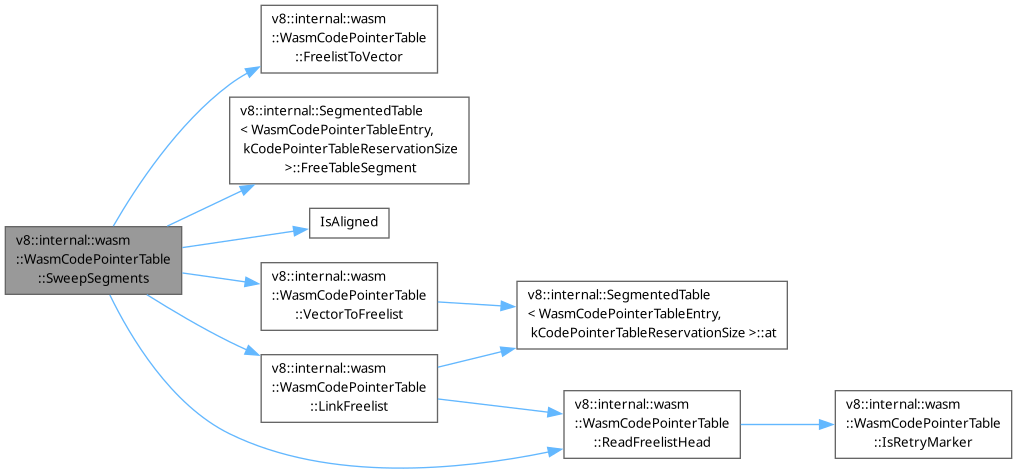 v8::internal::wasm
::WasmCodePointerTable
::FreelistToVector
v8::internal::SegmentedTable
< WasmCodePointerTableEntry,
kCodePointerTableReservationSize
>::FreeTableSegment
IsAligned
v8::internal::wasm
::WasmCodePointerTable
::SweepSegments
v8::internal::wasm
::WasmCodePointerTable
::VectorToFreelist
v8::internal::SegmentedTable
< WasmCodePointerTableEntry,
kCodePointerTableReservationSize >::at
v8::internal::wasm
::WasmCodePointerTable
::LinkFreelist
v8::internal::wasm
::WasmCodePointerTable
::ReadFreelistHead
v8::internal::wasm
::WasmCodePointerTable
::IsRetryMarker